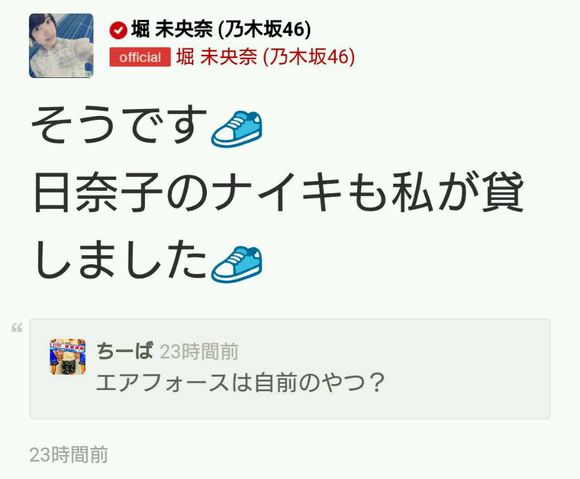 堀 未央奈 (乃木坂46)
official 堀 未央奈 (乃木坂46)
そうです👟
日奈子のナイキも私が貸
しました👟
“
ちーば 23時間前
エアフォースは自前のやつ？
23時間前